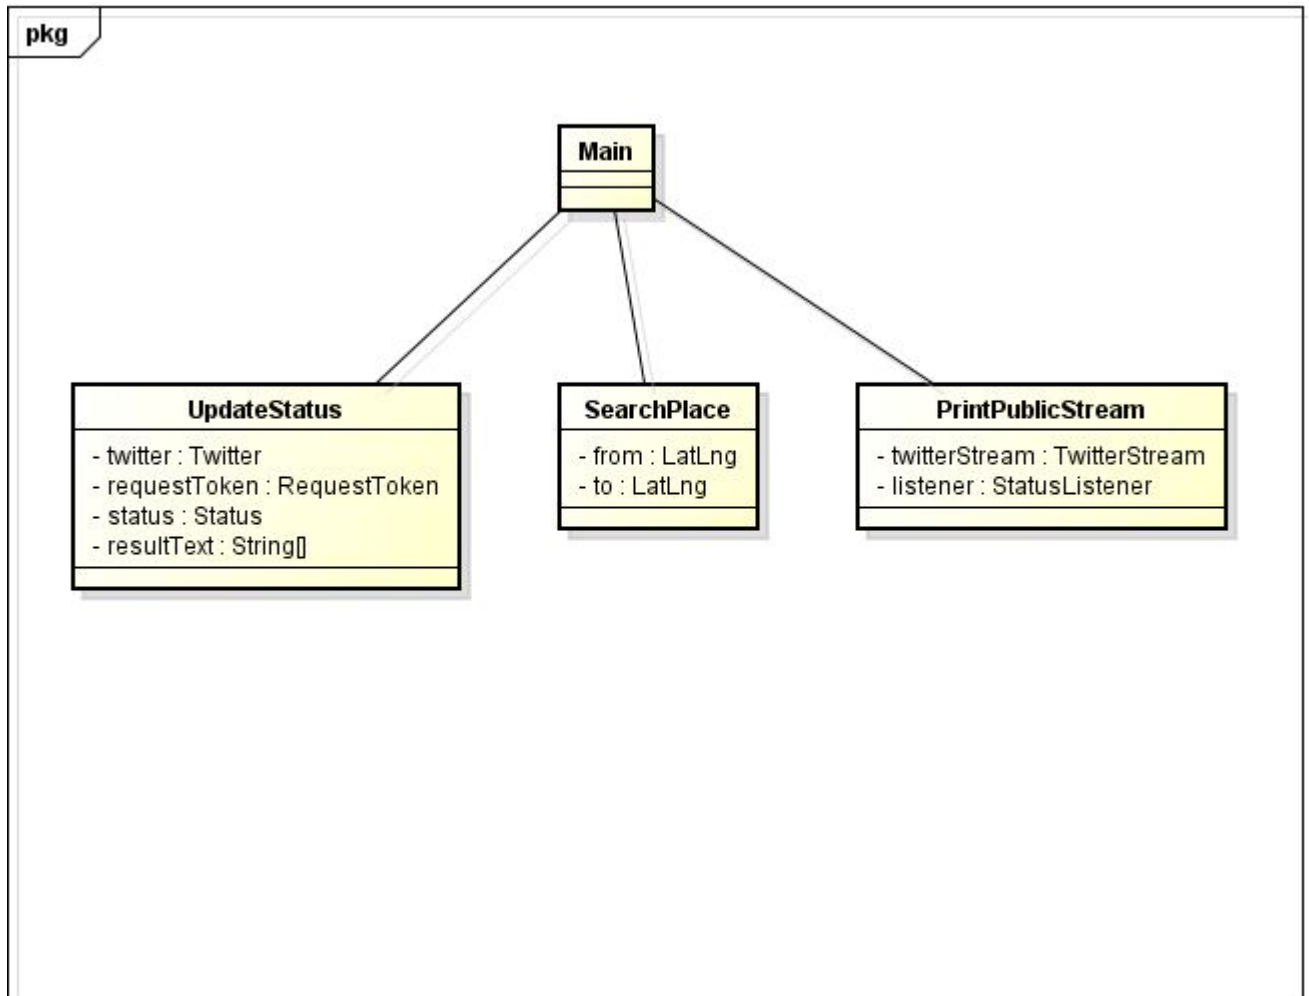 pkg
Main
UpdateStatus
- twitter : Twitter
- requestToken : RequestToken
- status : Status
- resultText : String[]
SearchPlace
- from : LatLng
- to : LatLng
PrintPublicStream
- twitterStream : TwitterStream
- listener : StatusListener